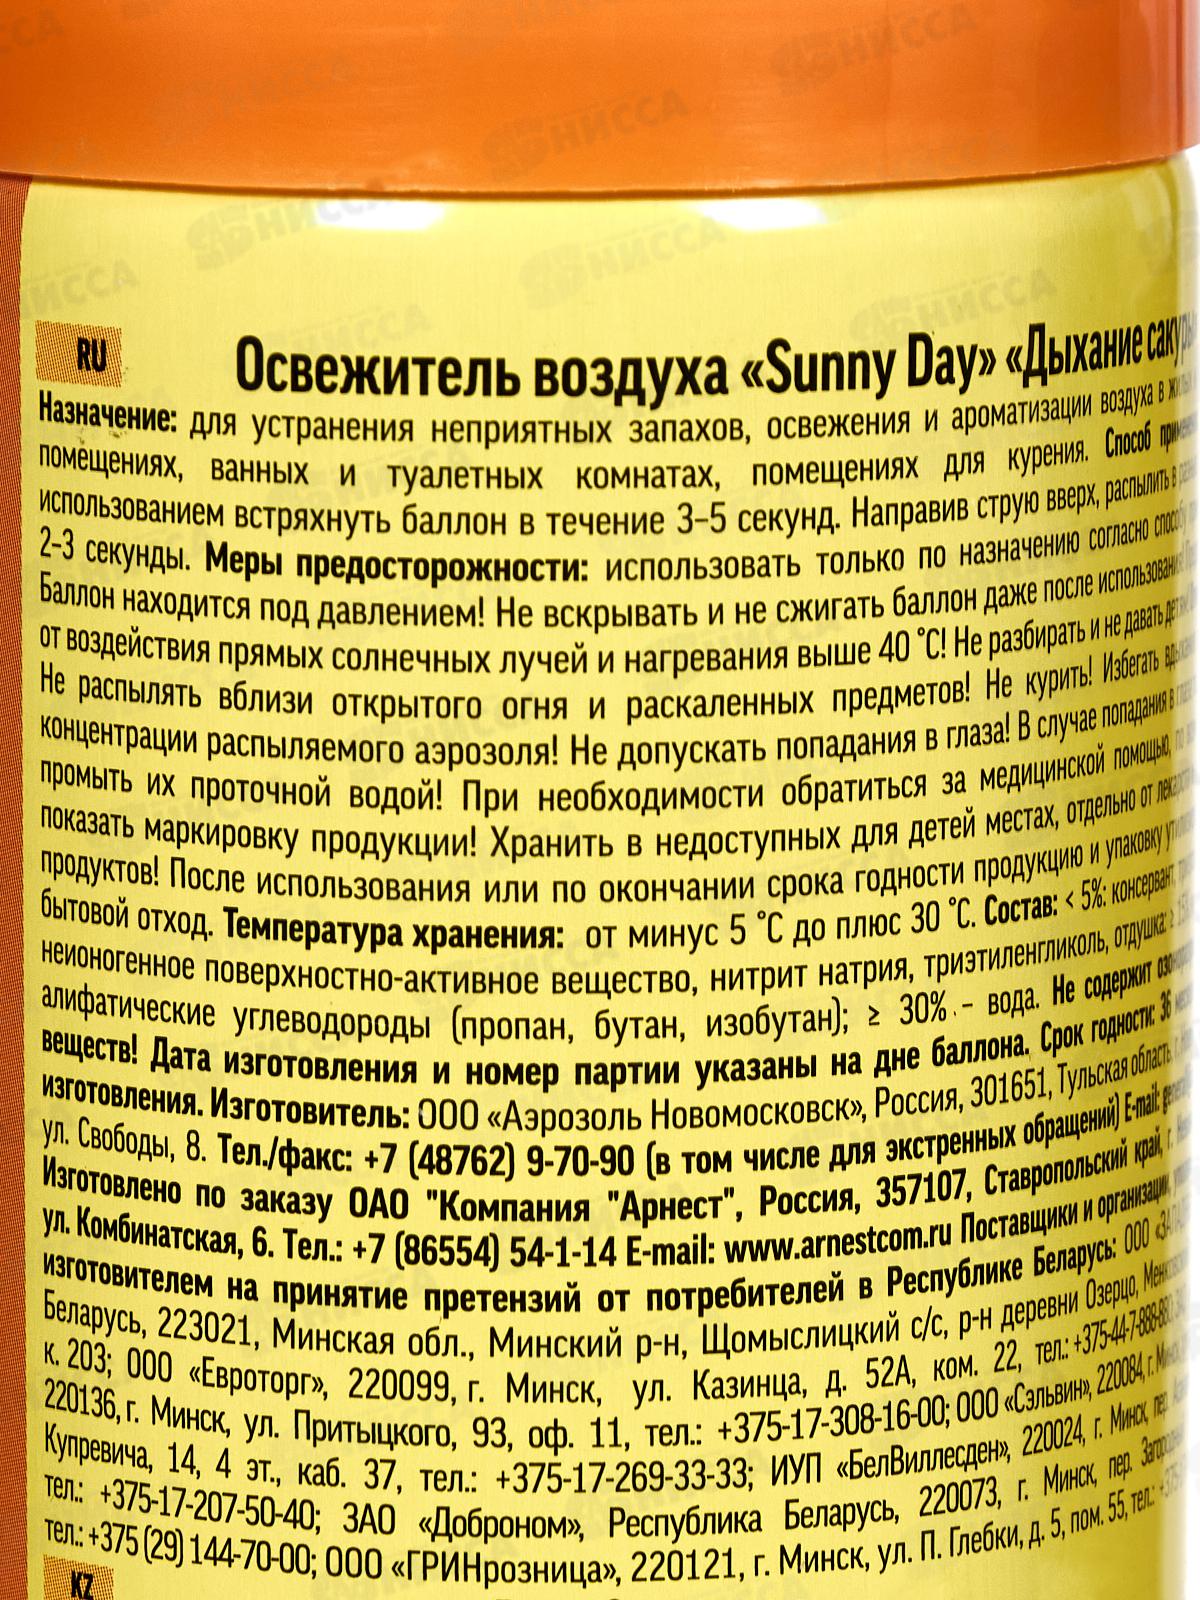 RU
Освежитель воздуха «Sunny Day» «Дыхание сакуры
Назначение: для устранения неприятных запахов, освежения и ароматизации воздуха в
помещениях, ванных и туалетных комнатах, помещениях для курения. Способ
использованием встряхнуть баллон в течение 3–5 секунд. Направив струю вверх, распылить в
2–3 секунды. Меры предосторожности: использовать только по назначению согласно
Баллон находится под давлением! Не вскрывать и не сжигать баллон даже после использования!
от воздействия прямых солнечных лучей и нагревания выше 40 °С! Не разбирать и не давать детям!
Не распылять вблизи открытого огня и раскаленных предметов! Не курить! Избегать
концентрации распыляемого аэрозоля! Не допускать попадания в глаза! В случае попадания в
промыть их проточной водой! При необходимости обратиться за медицинской помощью,
показать маркировку продукции! Хранить в недоступных для детей местах, отдельно от
продуктов! После использования или по окончании срока годности продукцию и упаковку
бытовой отход. Температура хранения: от минус 5 °С до плюс 30 °С. Состав: < 5%: консервант,
неионогенное поверхностно-активное вещество, нитрит натрия, триэтиленгликоль, отдушка; ≥
алифатические углеводороды (пропан, бутан, изобутан); ≥ 30% - вода. Не содержит
веществ! Дата изготовления и номер партии указаны на дне баллона. Срок годности: 36
изготовления. Изготовитель: ООО «Аэрозоль Новомосковск», Россия, 301651, Тульская область,
ул. Свободы, 8. Тел./факс: +7 (48762) 9-70-90 (в том числе для экстренных обращений) E-mail:
Изготовлено по заказу ОАО "Компания "Арнест", Россия, 357107, Ставропольский край, г.
ул. Комбинатская, 6. Тел.: +7 (86554) 54-1-14 E-mail: www.arnestcom.ru Поставщики и организации,
изготовителем на принятие претензий от потребителей в Республике Беларусь: ООО
Беларусь, 223021, Минская обл., Минский р-н, Щомыслицкий с/с, р-н деревни Озерцо,
к. 203; ООО «Евроторг», 220099, г. Минск, ул. Казинца, д. 52А, ком. 22, тел.: +375-44-7-888-880,
220136, г. Минск, ул. Притыцкого, 93, оф. 11, тел.: +375-17-308-16-00; ООО «Сэльвин», 220084, г. Минск
Купревича, 14, 4 эт., каб. 37, тел.: +375-17-269-33-33; ИУП «БелВиллесден», 220024, г. Минск, пер.
тел.: +375-17-207-50-40; ЗАО «Доброном», Республика Беларусь, 220073, г. Минск, пер.
тел.: +375 (29) 144-70-00; ООО «ГРИНрозница», 220121, г. Минск, ул. П. Глебки, д. 5, пом. 55, тел.:
KZ